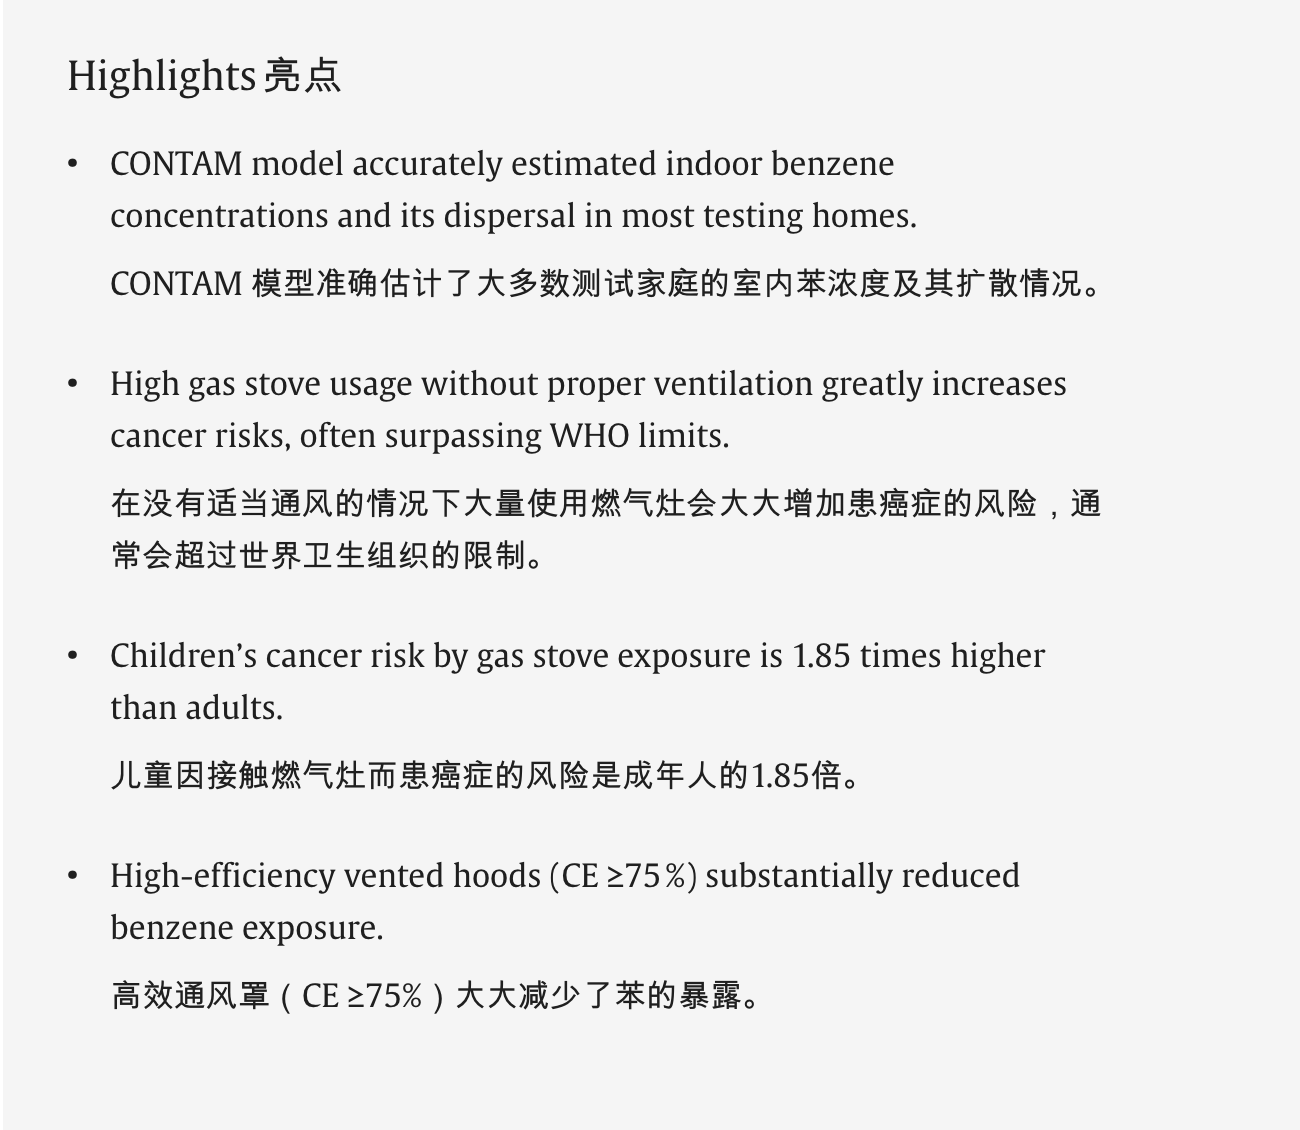 Highlights 亮点
• CONTAM model accurately estimated indoor benzene
concentrations and its dispersal in most testing homes.
CONTAM 模型准确估计了大多数测试家庭的室内苯浓度及其扩散情况。
• High gas stove usage without proper ventilation greatly increases
cancer risks, often surpassing WHO limits.
在没有适当通风的情况下大量使用燃气灶会大大增加患癌症的风险，通
常会超过世界卫生组织的限制。
• Children’s cancer risk by gas stove exposure is 1.85 times higher
than adults.
儿童因接触燃气灶而患癌症的风险是成年人的1.85倍。
• High-efficiency vented hoods (CE ≥75 %) substantially reduced
benzene exposure.
高效通风罩（CE ≥75%）大大减少了苯的暴露。